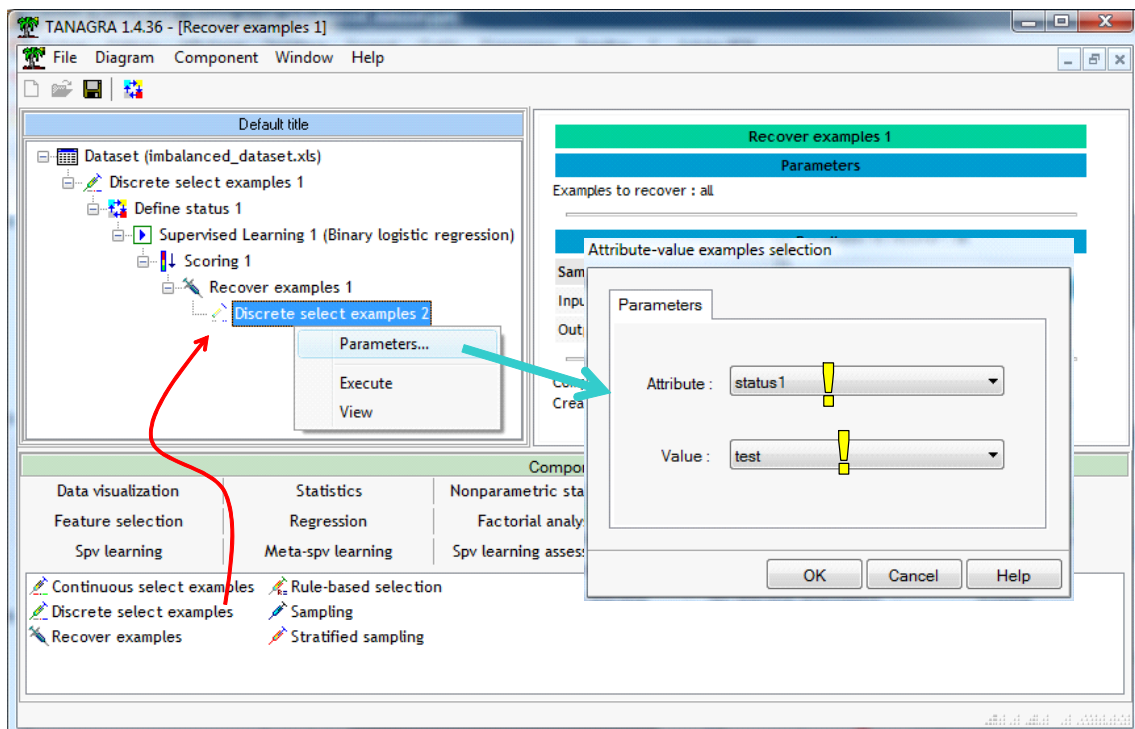 TANAGRA 1.4.36 - [Recover examples 1]
File Diagram Component Window Help
Default title
Dataset (imbalanced_dataset.xls)
Discrete select examples 1
Define status 1
Supervised Learning 1 (Binary logistic regression)
Scoring 1
Recover examples 1
Discrete select examples 2
Parameters...
Execute
View
Recover examples 1
Parameters
Examples to recover : all
Attribute-value examples selection
Parameters
Attribute : status1
Value : test
OK Cancel Help
Data visualization Statistics
Feature selection Regression
Spv learning Meta-spv learning Spv learning
Continuous select examples Rule-based selection
Discrete select examples Sampling
Recover examples Stratified sampling